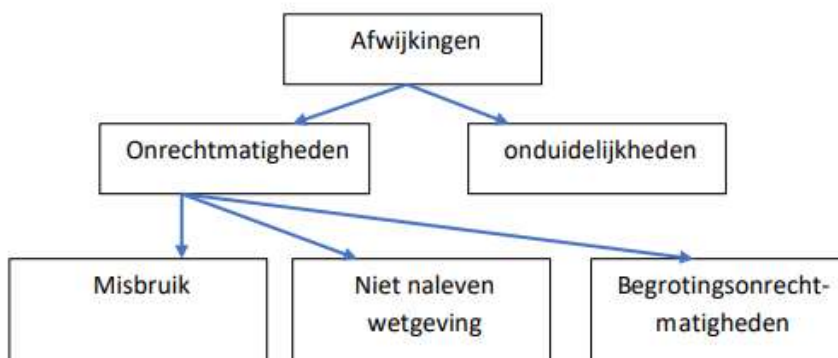 Afwijkingen
Onrechtmatigheden
onduidelijkheden
Misbruik
Niet naleven
wetgeving
Begrotingsonrecht-
matigheden